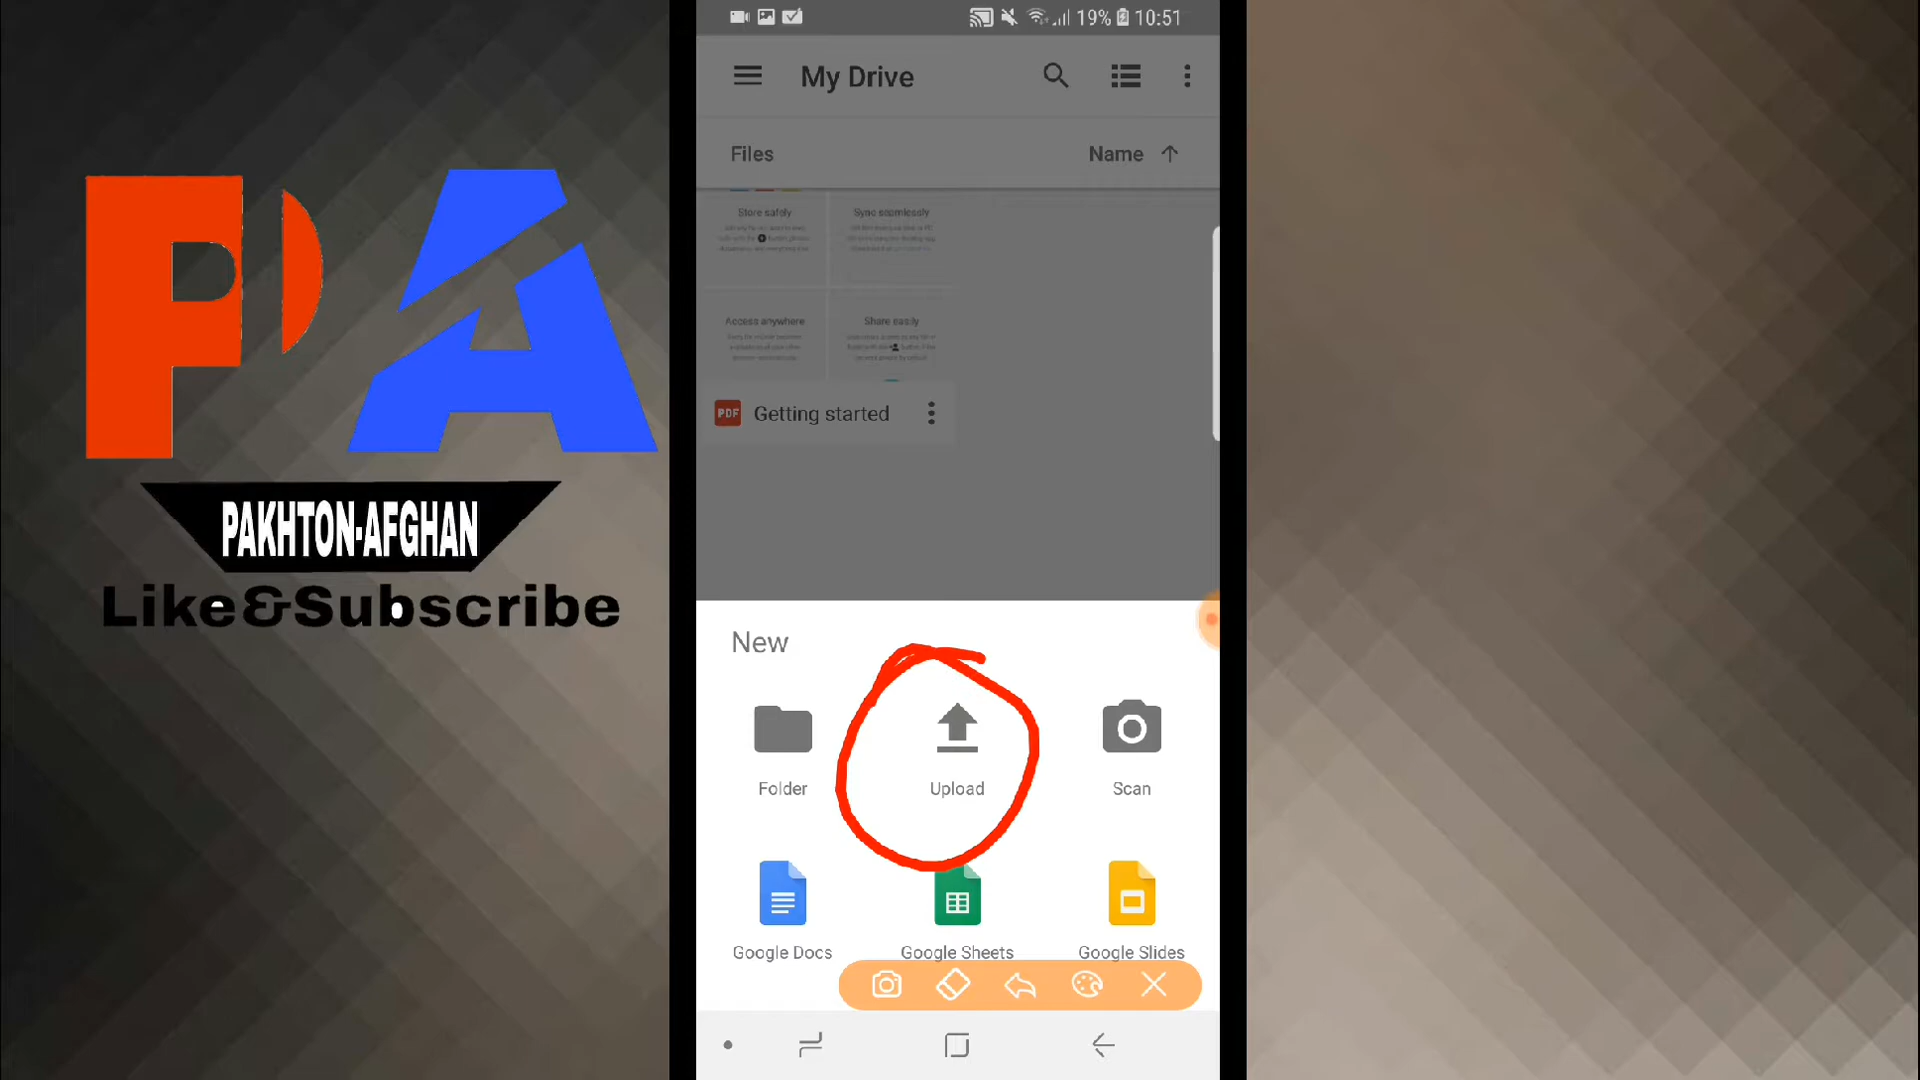 19% 10:51
My Drive
Files
Name
Store safely
Sync seamlessly
Access anywhere
Share easily
PDF
Getting started
PAKHTON-AFGHAN
Like&Subscribe
New
Folder
Upload
Scan
Google Docs
Google Sheets
Google Slides